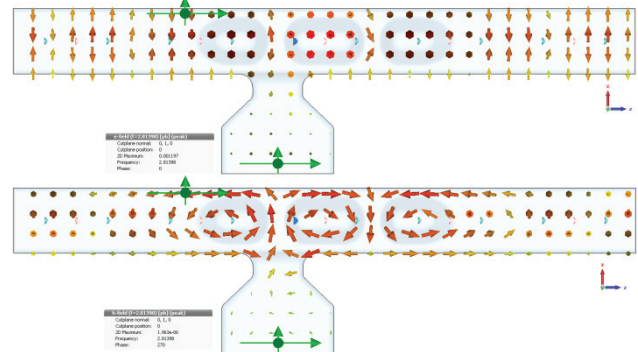 e-field (f=2.81398) [pb] (peak)
Cutplane normal: 0, 1, 0
Cutplane position: 0
2D Maximum: 0.001197
Frequency: 2.81398
Phase: 0
x
z
h-field (f=2.81398) [pb] (peak)
Cutplane normal: 0, 1, 0
Cutplane position: 0
2D Maximum: 1.963e-06
Frequency: 2.81398
Phase: 270
x
z